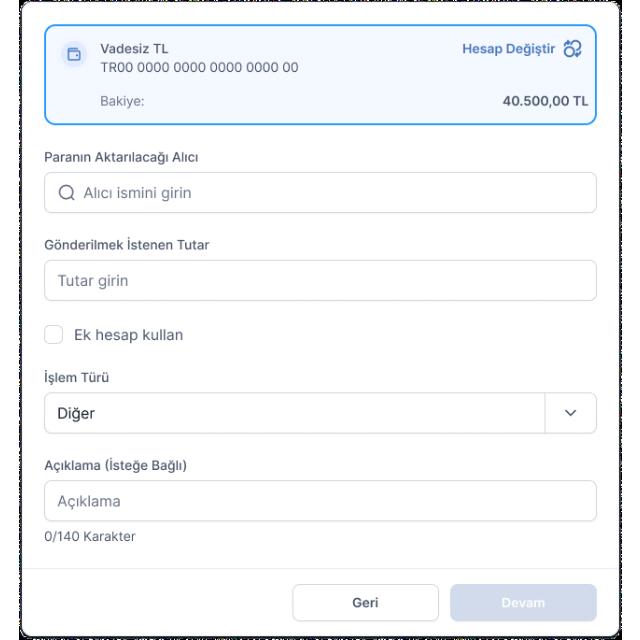 Vadesiz TL
Hesap Değiştir
TR00 0000 0000 0000 0000 00
Bakiye:
40.500,00 TL
Paranın Aktarılacağı Alıcı
Alıcı ismini girin
Gönderilmek İstenen Tutar
Tutar girin
Ek hesap kullan
İşlem Türü
Diğer
Açıklama (İsteğe Bağlı)
Açıklama
0/140 Karakter
Geri
Devam